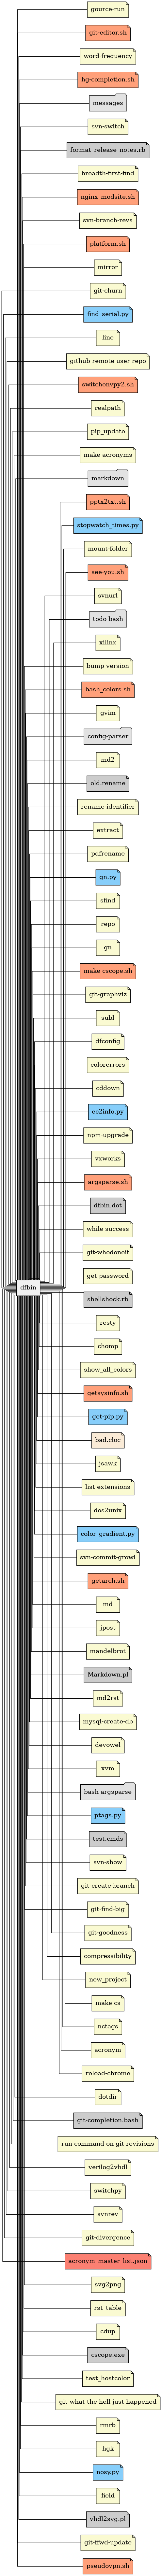 gource-run
git-editor.sh
word-frequency
hg-completion.sh
messages
svn-switch
format_release_notes.rb
breadth-first-find
nginx_modsite.sh
svn-branch-revs
platform.sh
mirror
git-churn
find_serial.py
line
github-remote-user-repo
switchenvpy2.sh
realpath
pip_update
make-acronyms
markdown
pptx2txt.sh
stopwatch_times.py
mount-folder
see-you.sh
svnurl
todo-bash
xilinx
bump-version
bash_colors.sh
gvim
config-parser
md2
old.rename
rename-identifier
extract
pdfrename
gn.py
sfind
repo
gn
make-cscope.sh
git-graphviz
subl
dfconfig
colorerrors
cddown
ec2info.py
npm-upgrade
vxworks
argsparse.sh
dfbin.dot
while-success
git-whodoneit
get-password
dfbin
shellshock.rb
resty
chomp
show_all_colors
getsysinfo.sh
get-pip.py
bad.cloc
jsawk
list-extensions
dos2unix
color_gradient.py
svn-commit-growl
getarch.sh
md
jpost
mandelbrot
Markdown.pl
md2rst
mysql-create-db
devowel
xvm
bash-argsparse
ptags.py
test.cmds
svn-show
git-create-branch
git-find-big
git-goodness
compressibility
new_project
make-cs
nctags
acronym
reload-chrome
dotdir
git-completion.bash
run-command-on-git-revisions
verilog2vhdl
switchpy
svnrev
git-divergence
acronym_master_list.json
svg2png
rst_table
cdup
cscope.exe
test_hostcolor
git-what-the-hell-just-happened
rmrb
hgk
nosy.py
field
vhdl2svg.pl
git-ffwd-update
pseudovpn.sh